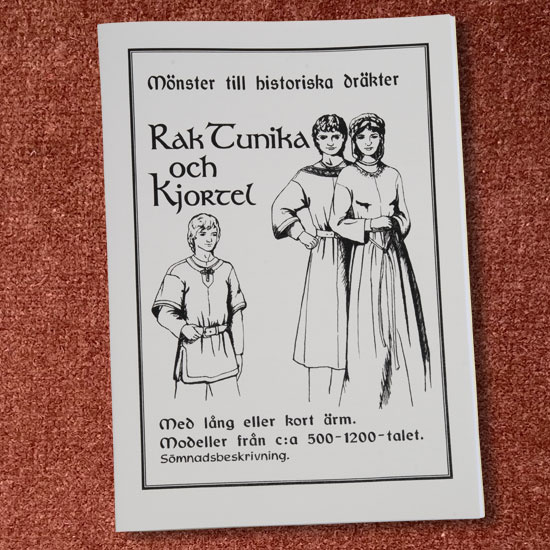 Mönster till historiska dräkter
Rak Tunika
och
Kjortel
Med lång eller kort ärm.
Modeller från c:a 500-1200-talet.
Sömnadsbeskrivning.